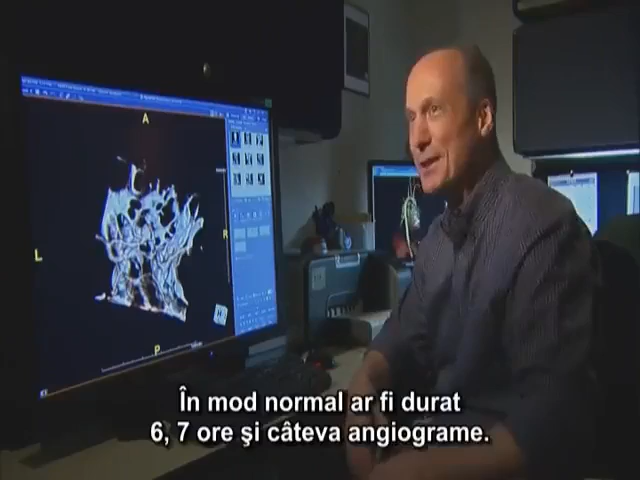 A
L
R
P
H
În mod normal ar fi durat
6, 7 ore şi câteva angiograme.